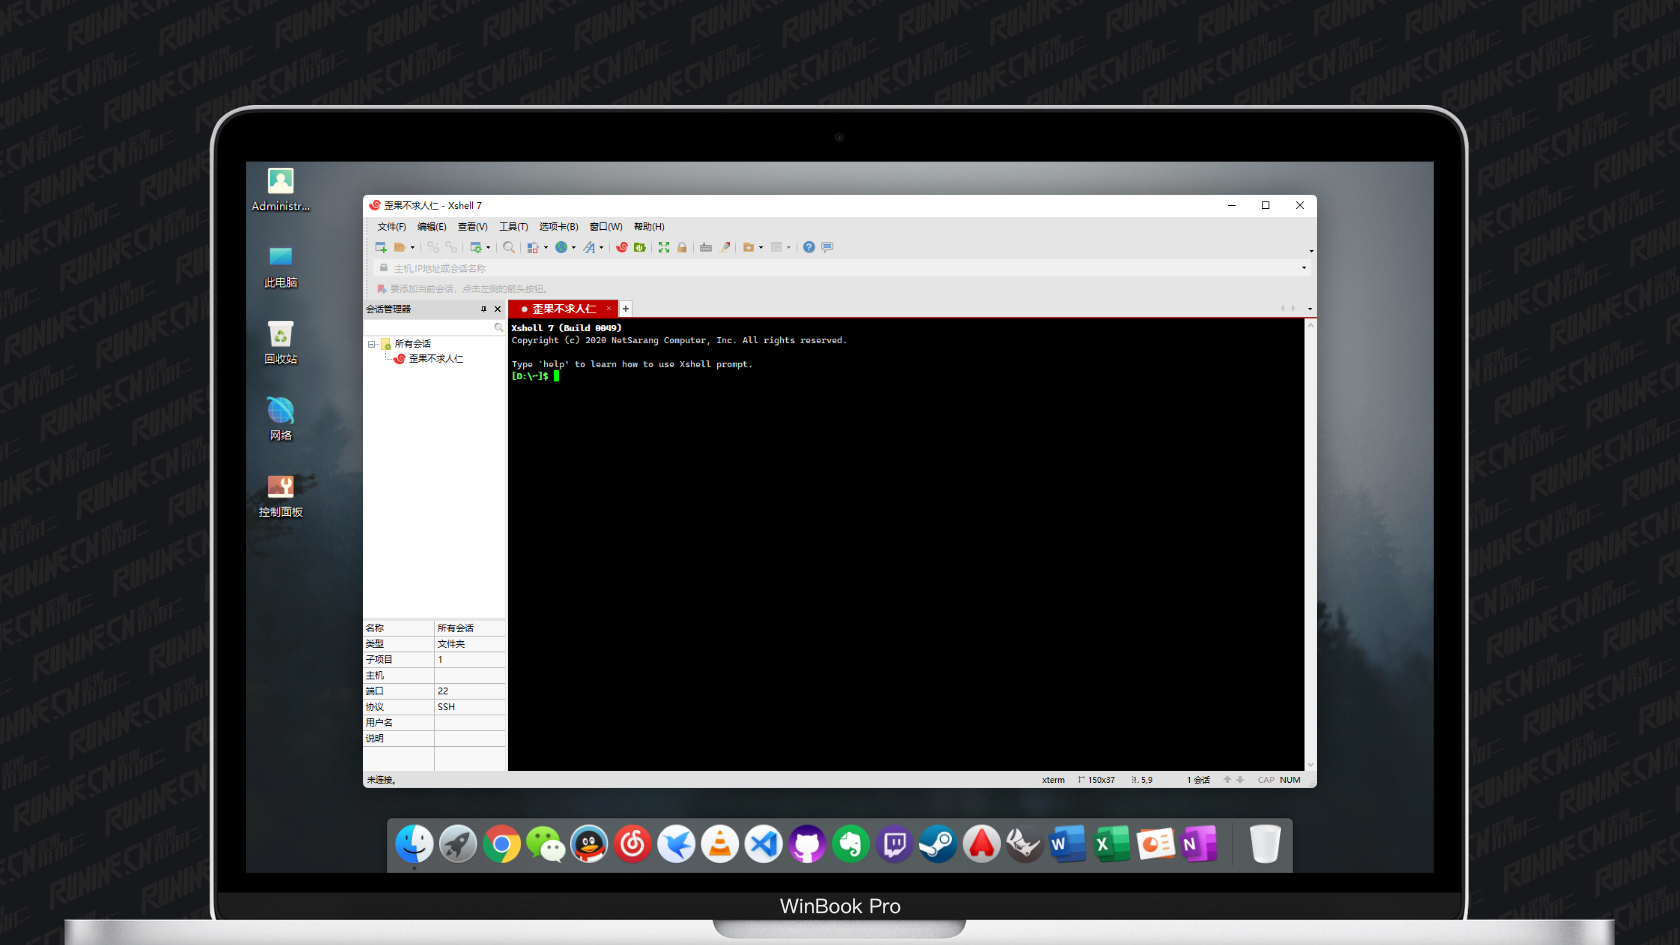 Administr...
此电脑
回收站
网络
控制面板
歪果不求人仁 - Xshell 7
文件(F) 编辑(E) 查看(V) 工具(T) 选项卡(B) 窗口(W) 帮助(H)
主机,IP地址或会话名称
要添加当前会话，点击左侧的箭头按钮。
会话管理器
歪果不求人仁
所有会话
歪果不求人仁
Xshell 7 (Build 0049)
Copyright (c) 2020 NetSarang Computer, Inc. All rights reserved.
Type 'help' to learn how to use Xshell prompt.
[D:\~]$
名称 所有会话
类型 文件夹
子项目 1
主机
端口 22
协议 SSH
用户名
说明
未连接。
xterm 150x37 5,9 1 会话 CAP NUM
WinBook Pro